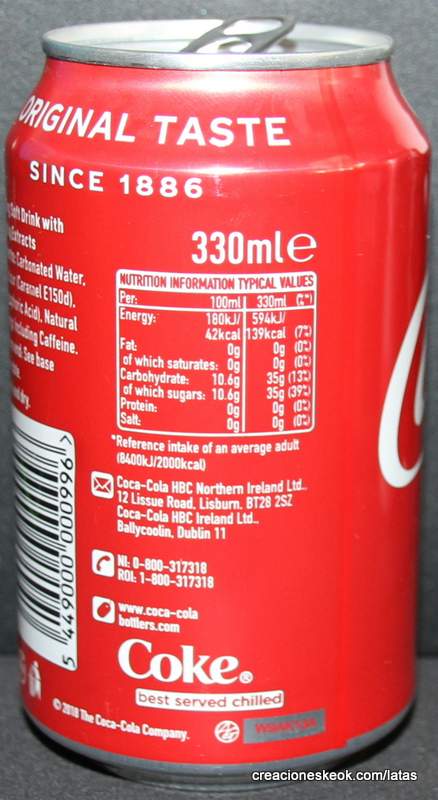 ORIGINAL TASTE
SINCE 1886
Soft Drink with
Extracts
Carbonated Water,
(Caramel E150d),
Acid), Natural
including Caffeine.
See base
330ml e
NUTRITION INFORMATION TYPICAL VALUES
Per: 100ml 330ml (%*)
Energy: 180kJ/ 594kJ/
42kcal 139kcal (7%)
Fat: 0g 0g (0%)
of which saturates: 0g 0g (0%)
Carbohydrate: 10.6g 35g (13%)
of which sugars: 10.6g 35g (39%)
Protein: 0g 0g (0%)
Salt: 0g 0g (0%)
*Reference intake of an average adult
(8400kJ/2000kcal)
Coca-Cola HBC Northern Ireland Ltd.,
12 Lissue Road, Lisburn, BT28 2SZ
Coca-Cola HBC Ireland Ltd.,
Ballycoolin, Dublin 11
NI: 0-800-317318
ROI: 1-800-317318
www.coca-cola
bottlers.com
5 449000 000996 >
Coke®
best served chilled
© 2018 The Coca-Cola Company.
creacioneskeok.com/latas